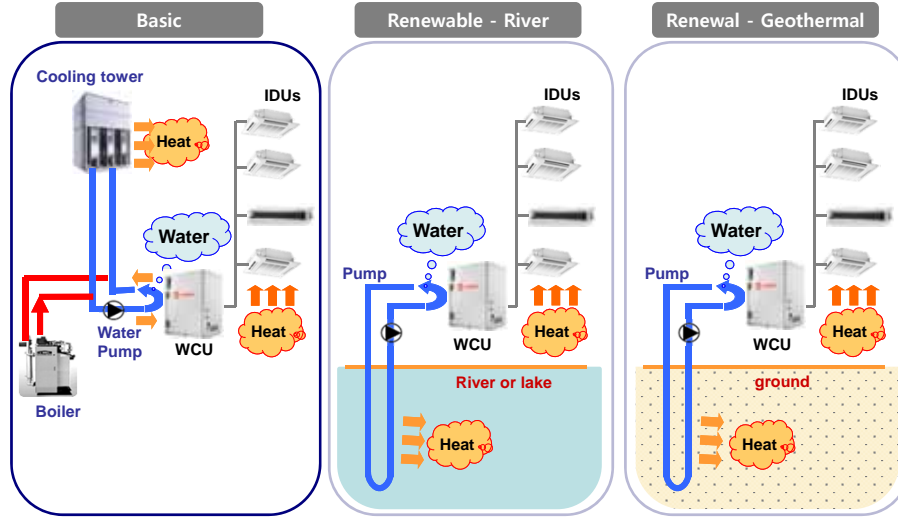 Basic
Cooling tower
IDUs
Heat
Water
Water
Pump
WCU
Heat
Boiler
Renewable - River
IDUs
Water
Pump
WCU
Heat
River or lake
Heat
Renewal - Geothermal
IDUs
Water
Pump
WCU
Heat
ground
Heat